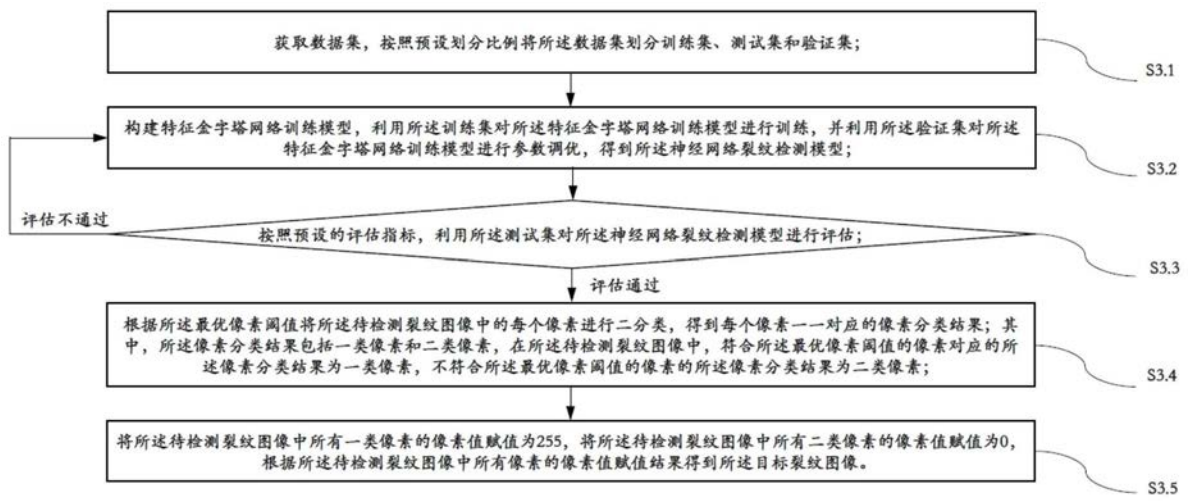 获取数据集，按照预设划分比例将所述数据集划分训练集、测试集和验证集；
S3.1
构建特征金字塔网络训练模型，利用所述训练集对所述特征金字塔网络训练模型进行训练，并利用所述验证集对所述
特征金字塔网络训练模型进行参数调优，得到所述神经网络裂纹检测模型；
S3.2
评估不通过
按照预设的评估指标，利用所述测试集对所述神经网络裂纹检测模型进行评估；
S3.3
评估通过
根据所述最优像素阈值将所述待检测裂纹图像中的每个像素进行二分类，得到每个像素一一对应的像素分类结果；其
中，所述像素分类结果包括一类像素和二类像素，在所述待检测裂纹图像中，符合所述最优像素阈值的像素对应的所
述像素分类结果为一类像素，不符合所述最优像素阈值的像素的所述像素分类结果为二类像素；
S3.4
将所述待检测裂纹图像中所有一类像素的像素值赋值为255，将所述待检测裂纹图像中所有二类像素的像素值赋值为0，
根据所述待检测裂纹图像中所有像素的像素值赋值结果得到所述目标裂纹图像。
S3.5